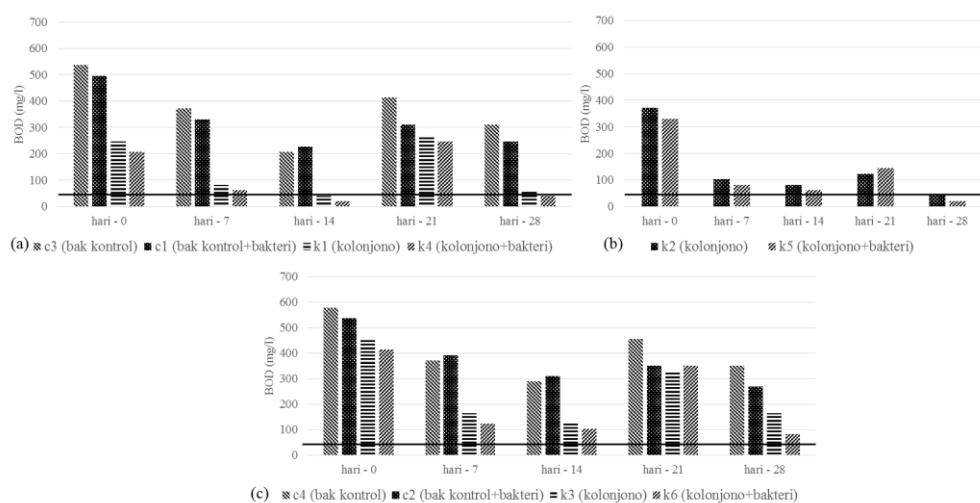 700
600
500
400
300
200
100
0
BOD (mg/l)
hari - 0 hari - 7 hari - 14 hari - 21 hari - 28
(a) c3 (bak kontrol) c1 (bak kontrol+bakteri) k1 (kolonjono) k4 (kolonjono+bakteri)
700
600
500
400
300
200
100
0
BOD (mg/l)
hari - 0 hari - 7 hari - 14 hari - 21 hari - 28
(b) k2 (kolonjono) k5 (kolonjono+bakteri)
700
600
500
400
300
200
100
0
BOD (mg/l)
hari - 0 hari - 7 hari - 14 hari - 21 hari - 28
(c) c4 (bak kontrol) c2 (bak kontrol+bakteri) k3 (kolonjono) k6 (kolonjono+bakteri)